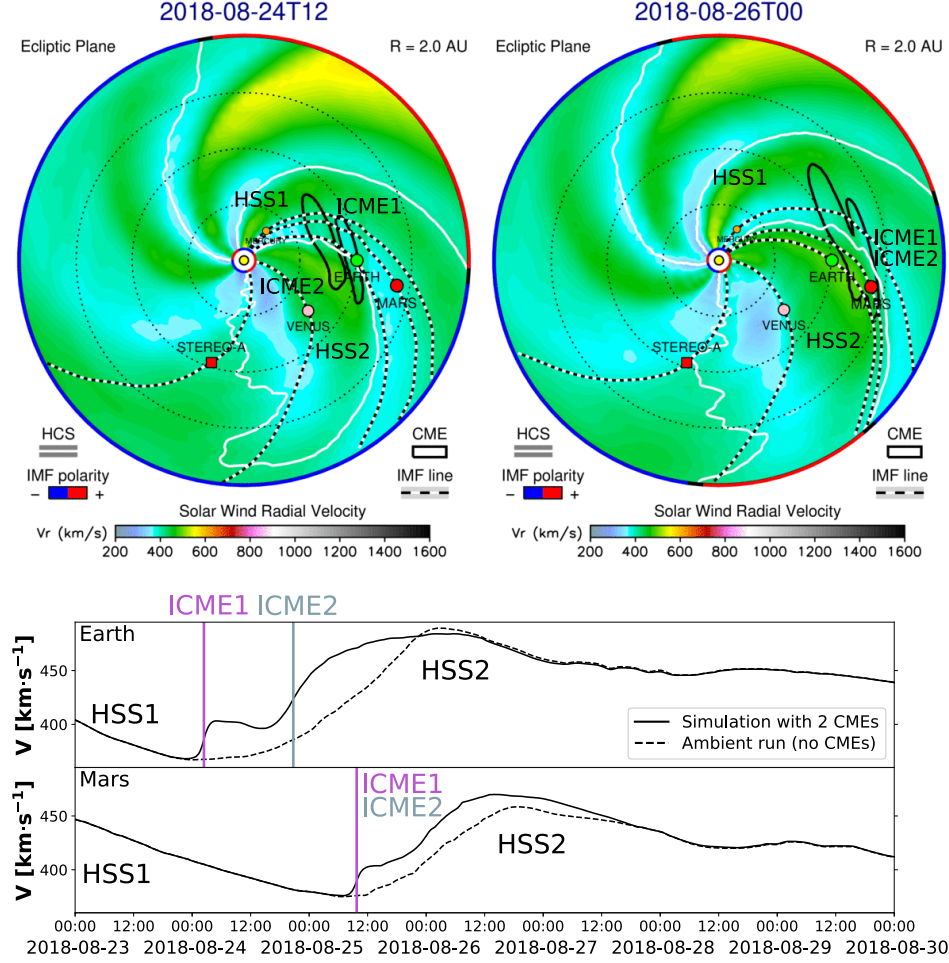 2018-08-24T12 2018-08-26T00
Ecliptic Plane R = 2.0 AU Ecliptic Plane R = 2.0 AU
HSS1 ICME1
MERCURY
EARTH
ICME2
MARS
VENUS
STEREO-A
HSS2
HSS1
MERCURY
ICME1
ICME2
EARTH
MARS
VENUS
STEREO-A
HSS2
HCS CME HCS CME
IMF polarity IMF line IMF polarity IMF line
− + − +
Solar Wind Radial Velocity Solar Wind Radial Velocity
Vr (km/s) 200 400 600 800 1000 1200 1400 1600 Vr (km/s) 200 400 600 800 1000 1200 1400 1600
ICME1 ICME2
Earth
V [km·s⁻¹]
450
400
HSS1
HSS2
Simulation with 2 CMEs
Ambient run (no CMEs)
Mars
ICME1
ICME2
V [km·s⁻¹]
450
400
HSS1
HSS2
00:00 12:00 00:00 12:00 00:00 12:00 00:00 12:00 00:00 12:00 00:00 12:00 00:00 12:00 00:00
2018-08-23 2018-08-24 2018-08-25 2018-08-26 2018-08-27 2018-08-28 2018-08-29 2018-08-30